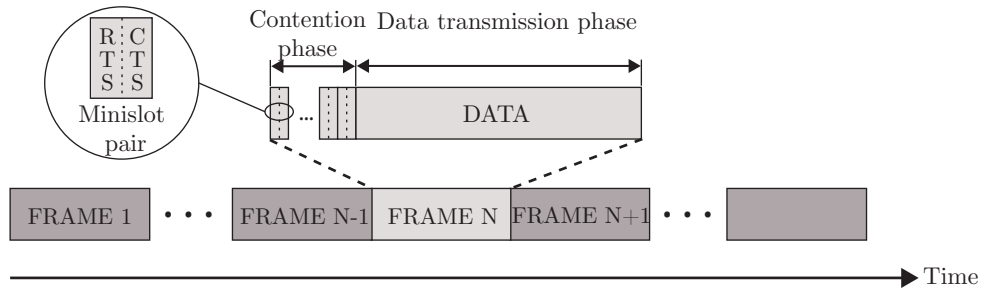 R C
T T
S S
Minislot
pair
Contention
phase
Data transmission phase
...
DATA
FRAME 1
FRAME N-1
FRAME N
FRAME N+1
Time